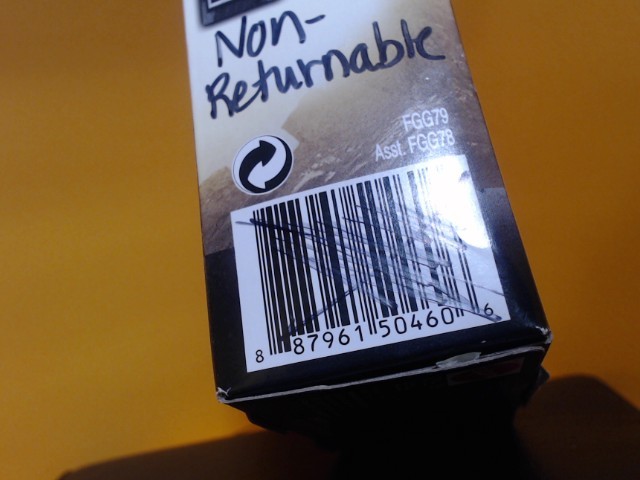 Non-
Returnable
FGG79
Asst. FGG78
8 87961 50460 6